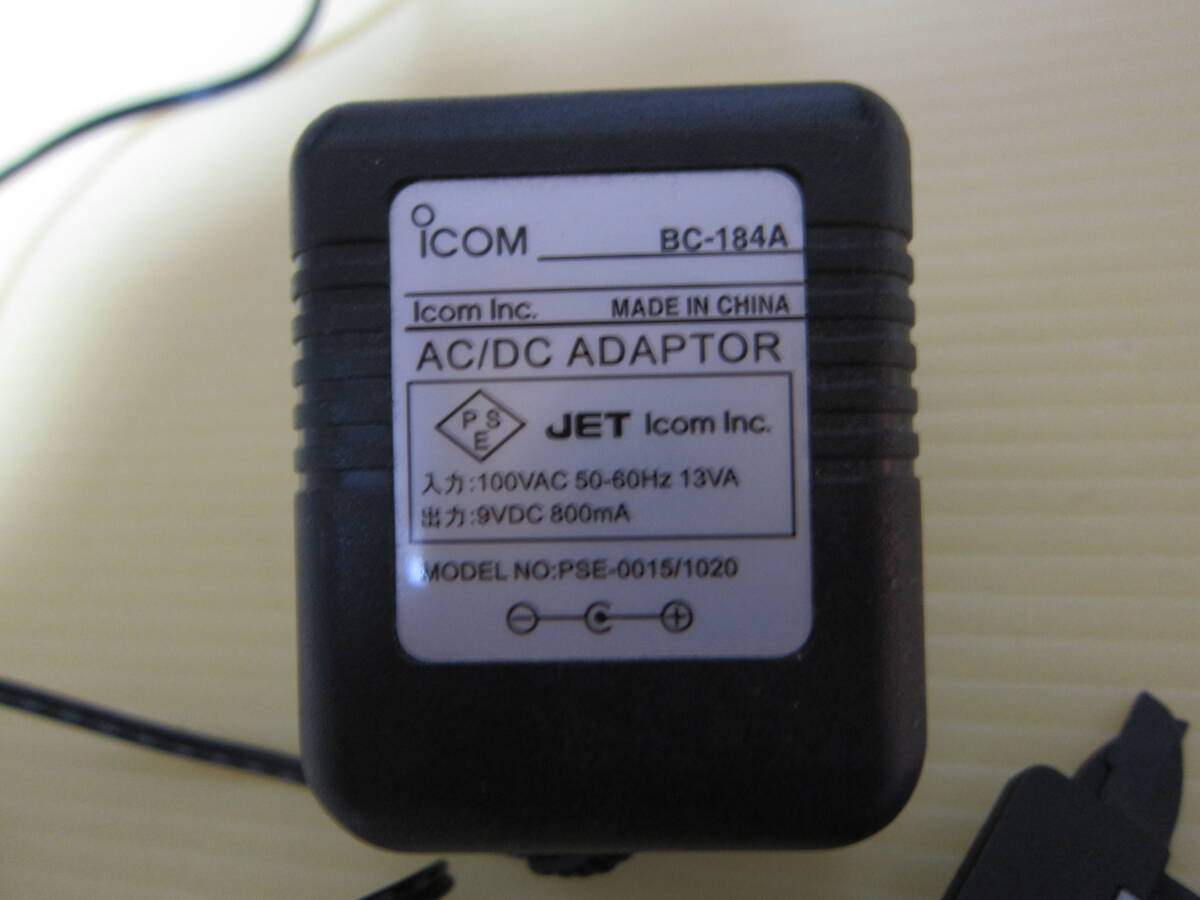 iCOM BC-184A
Icom Inc. MADE IN CHINA
AC/DC ADAPTOR
PSE JET Icom Inc.
入力:100VAC 50-60Hz 13VA
出力:9VDC 800mA
MODEL NO:PSE-0015/1020